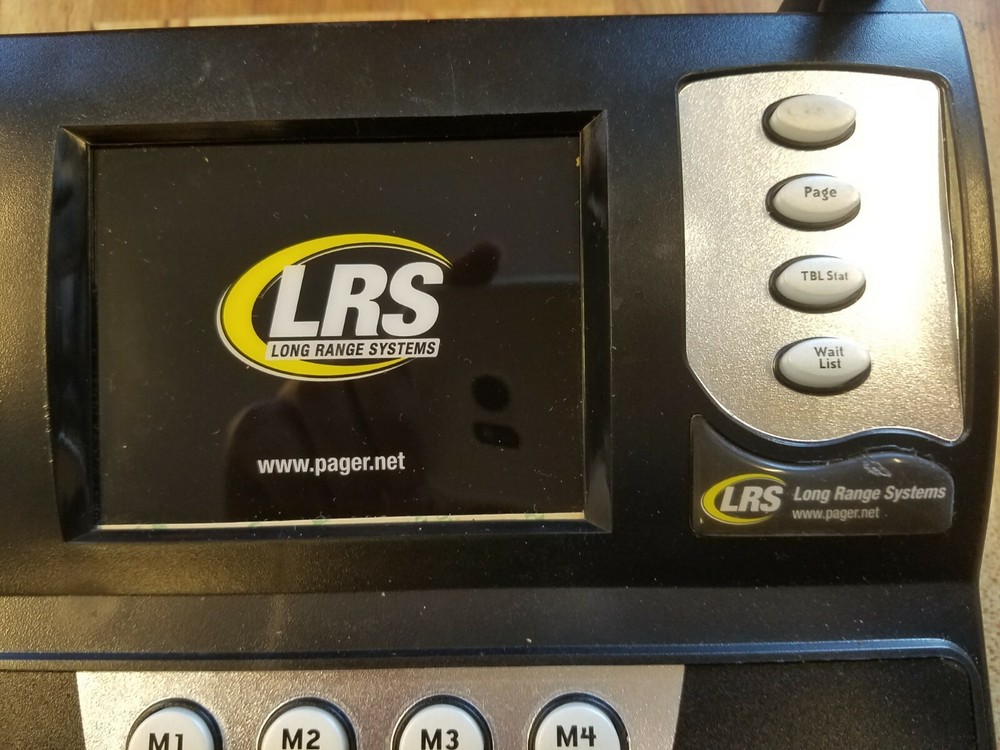 LRS
LONG RANGE SYSTEMS
www.pager.net
Page
TBL Stat
Wait
List
LRS
Long Range Systems
www.pager.net
M1
M2
M3
M4